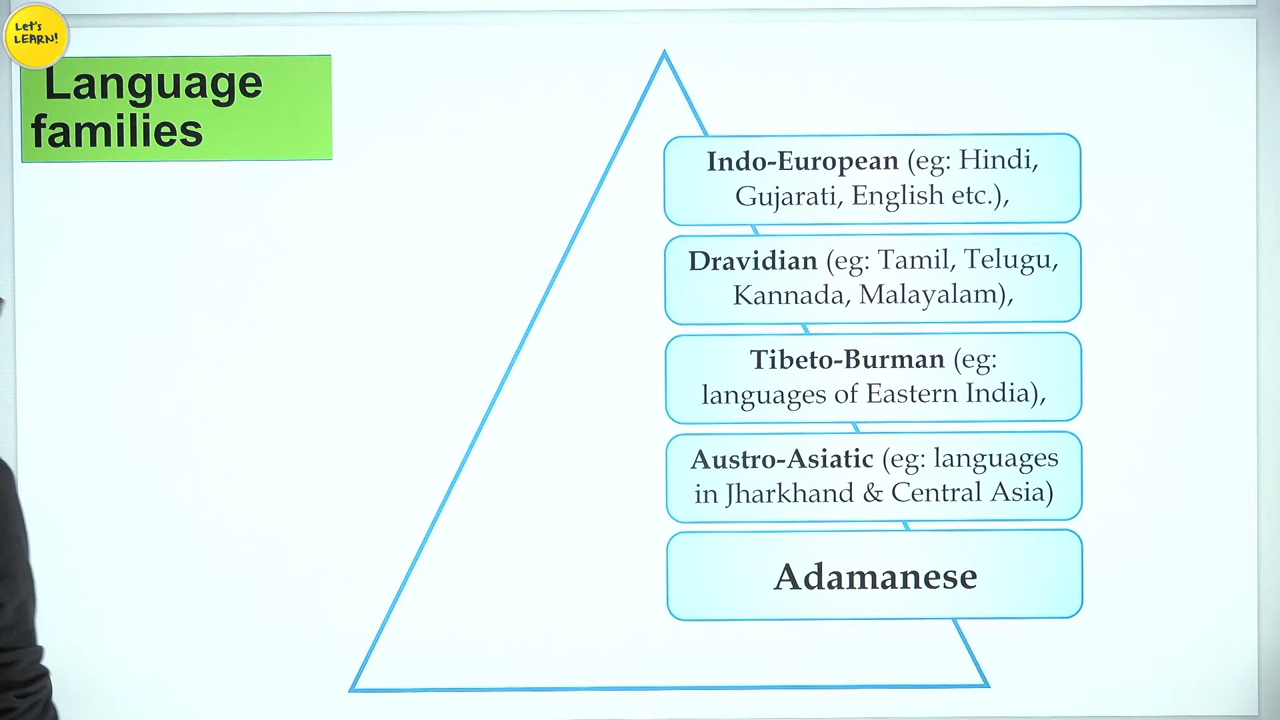 Let's
LEARN!
Language
families
Indo-European (eg: Hindi,
Gujarati, English etc.),
Dravidian (eg: Tamil, Telugu,
Kannada, Malayalam),
Tibeto-Burman (eg:
languages of Eastern India),
Austro-Asiatic (eg: languages
in Jharkhand & Central Asia)
Adamanese